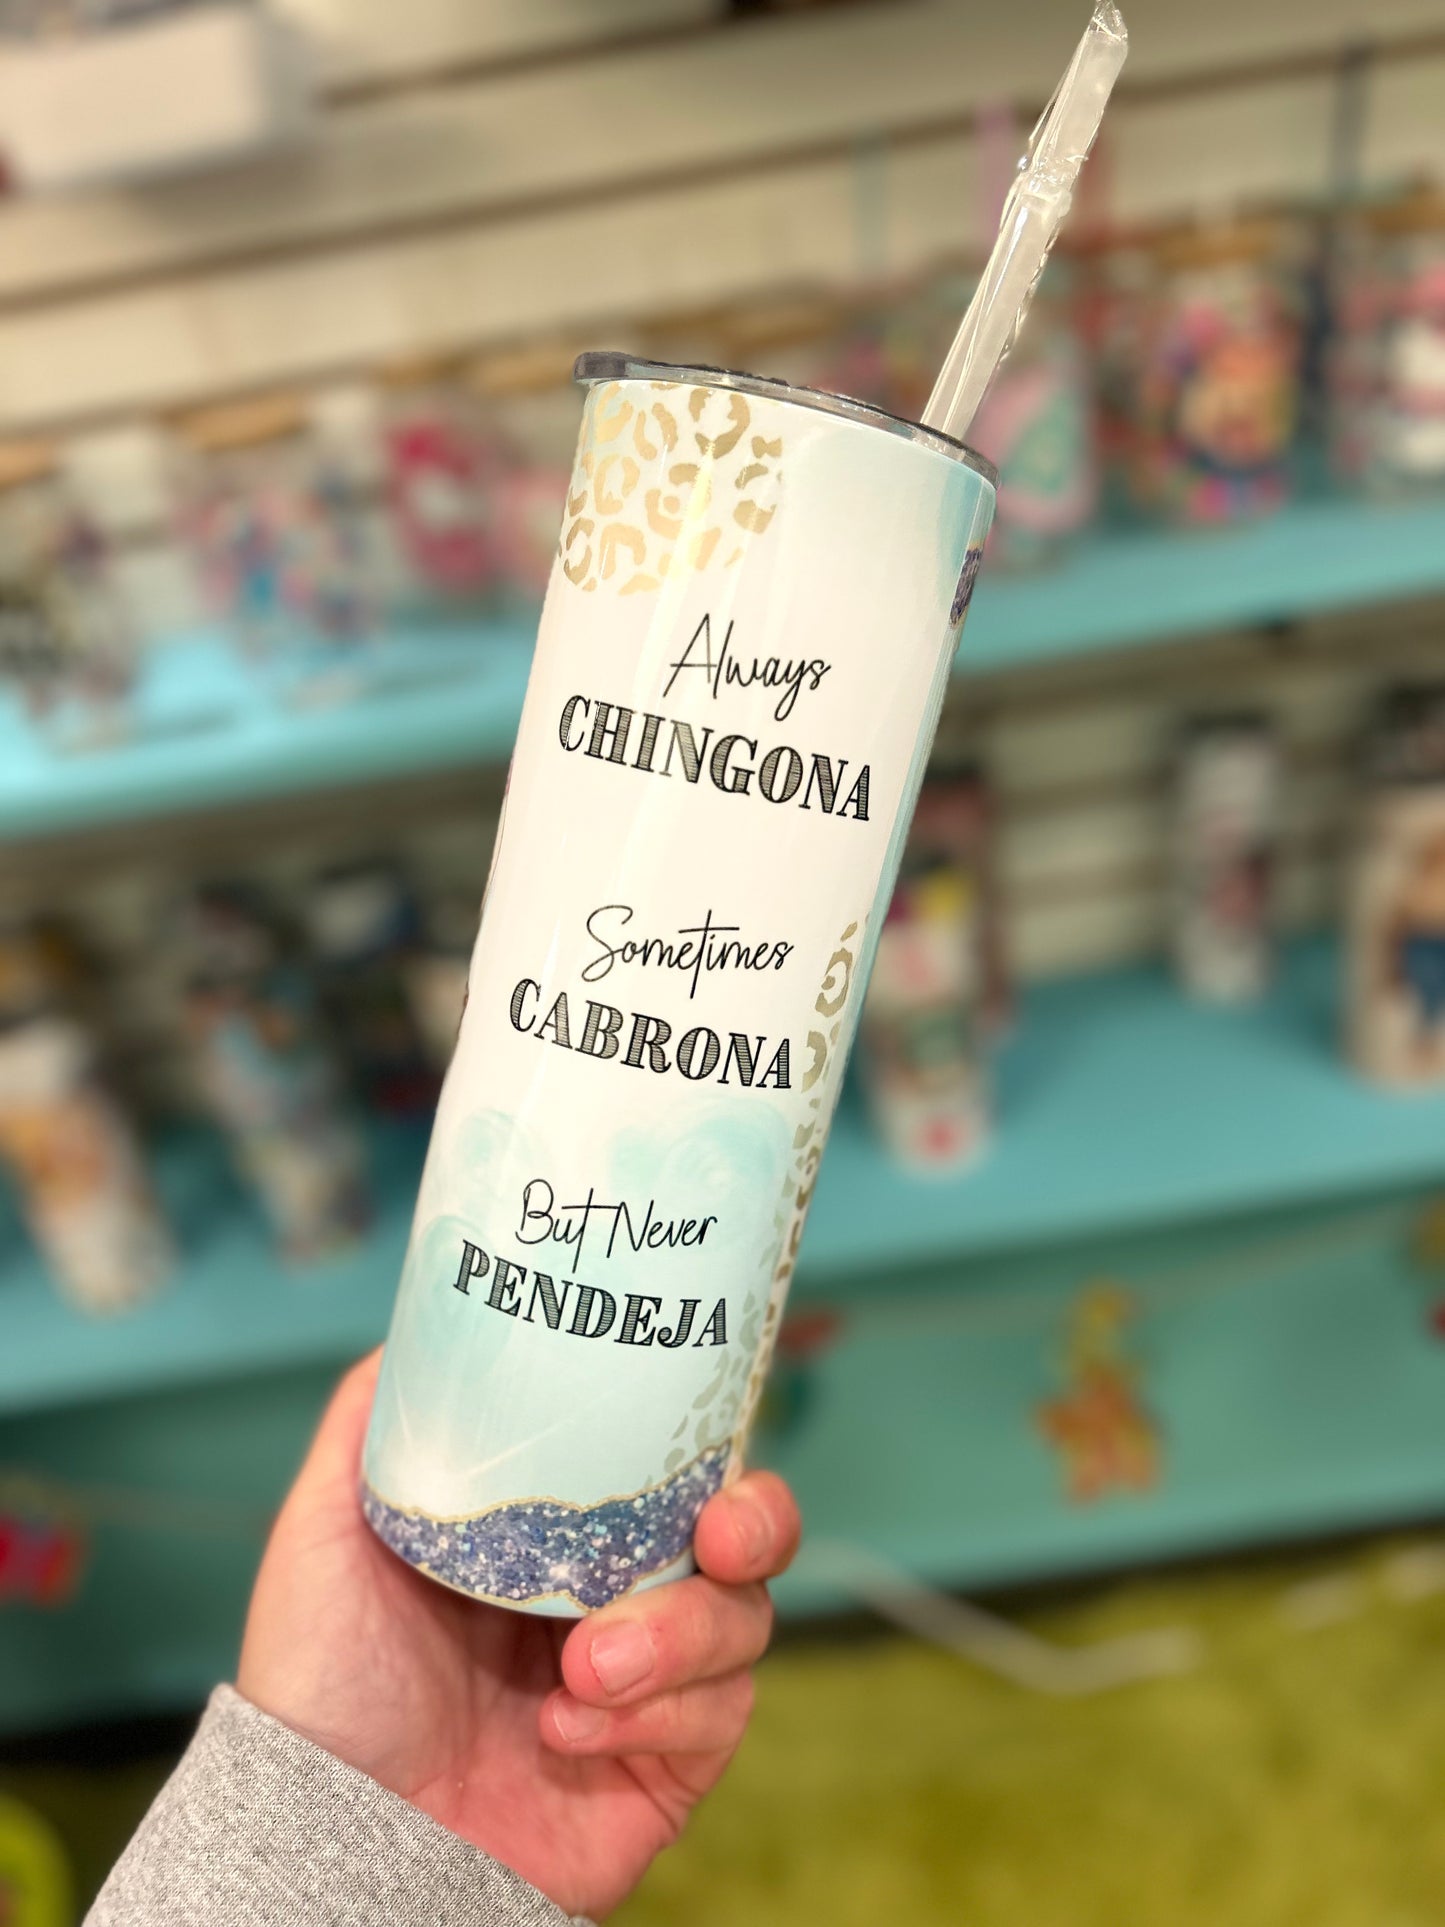 Always
CHINGONA
Sometimes
CABRONA
But Never
PENDEJA